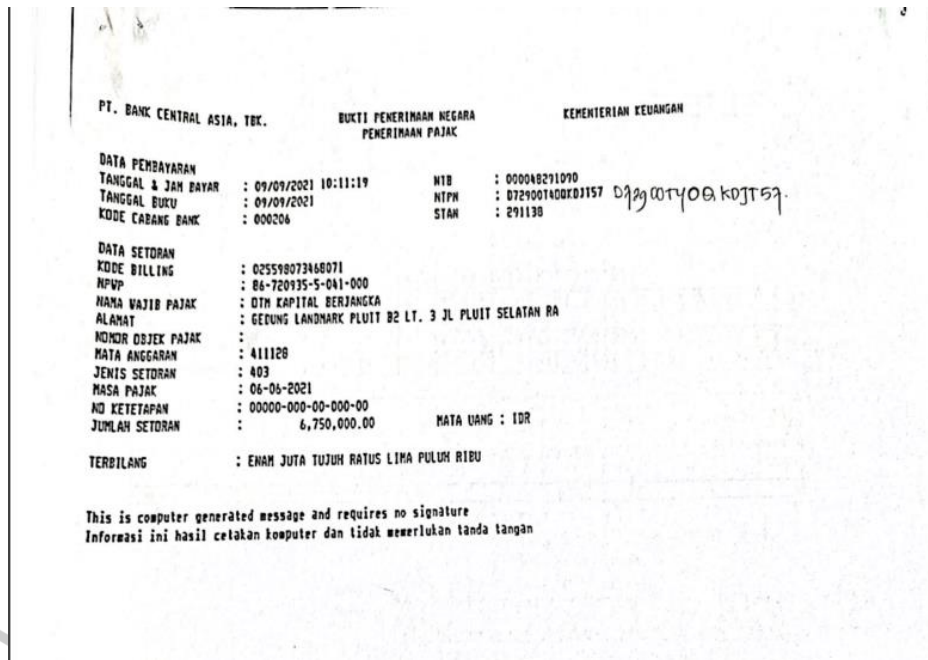 PT. BANK CENTRAL ASIA, TBK. BUKTI PENERIMAAN NEGARA KEMENTERIAN KEUANGAN
PENERIMAAN PAJAK
DATA PEMBAYARAN
TANGGAL & JAM BAYAR : 09/09/2021 10:11:19 NTB : 000048291090
TANGGAL BUKU : 09/09/2021 NTPN :
KODE CABANG BANK : 000206 STAN : 291138
DATA SETORAN
KODE BILLING : 025598073468071
NPWP : 86-720935-5-041-000
NAMA WAJIB PAJAK : DTM KAPITAL BERJANGKA
ALAMAT : GEDUNG LANDMARK PLUIT B2 LT. 3 JL PLUIT SELATAN RA
NOMOR OBJEK PAJAK :
MATA ANGGARAN : 411128
JENIS SETORAN : 403
MASA PAJAK : 06-06-2021
NO KETETAPAN : 00000-000-00-000-00
JUMLAH SETORAN : 6,750,000.00 MATA UANG : IDR
TERBILANG : ENAM JUTA TUJUH RATUS LIMA PULUH RIBU
This is computer generated message and requires no signature
Informasi ini hasil cetakan komputer dan tidak memerlukan tanda tangan